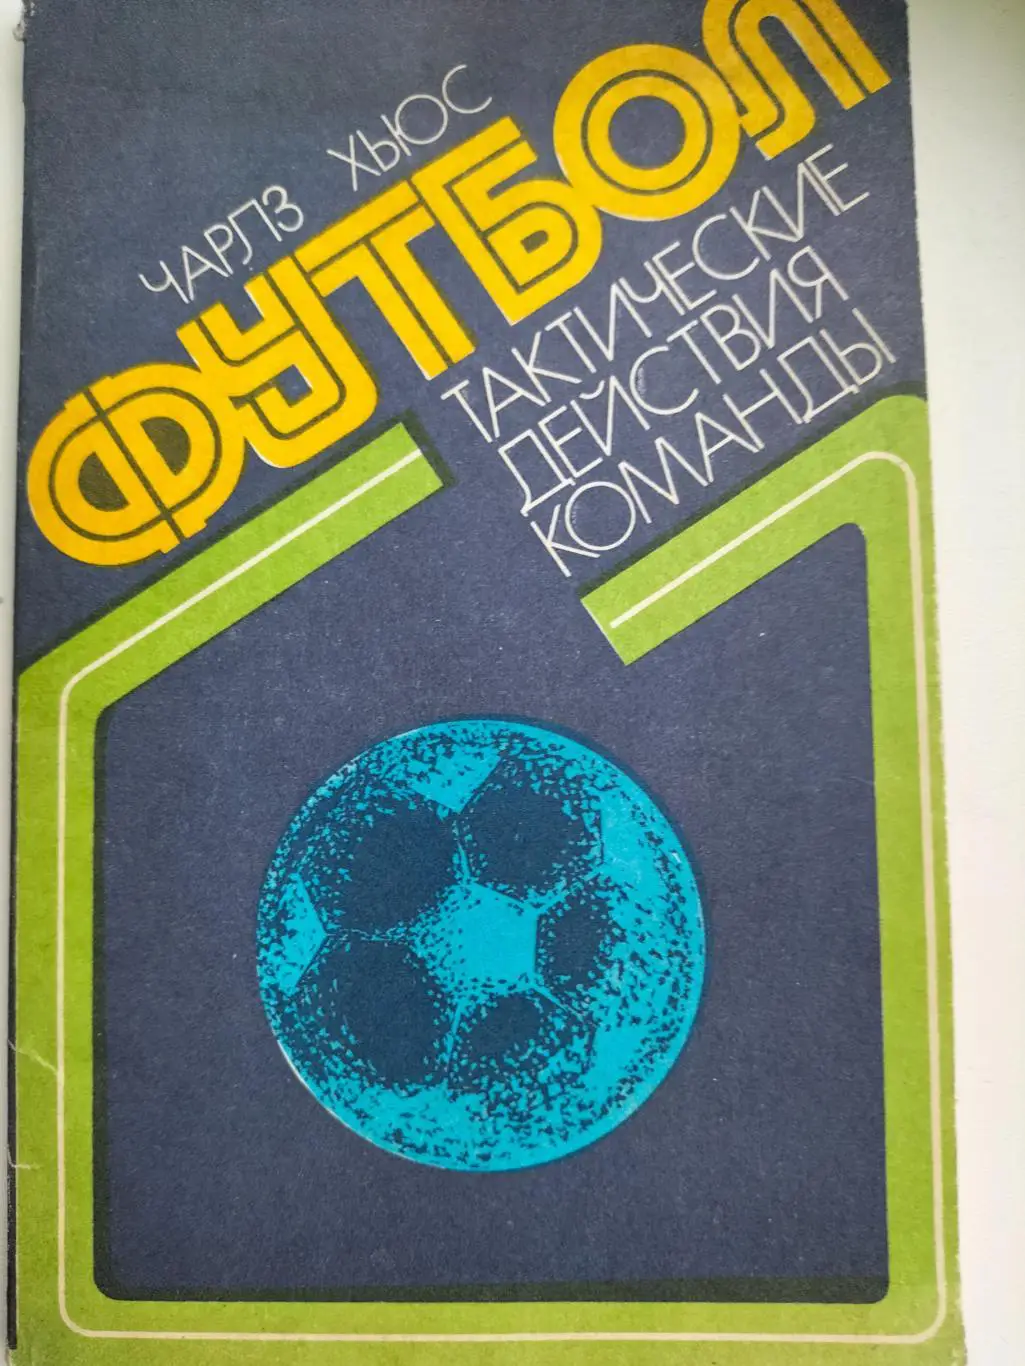 ЧАРЛЗ ХЬЮС
ФУТБОЛ
ТАКТИЧЕСКИЕ
ДЕЙСТВИЯ
КОМАНДЫ